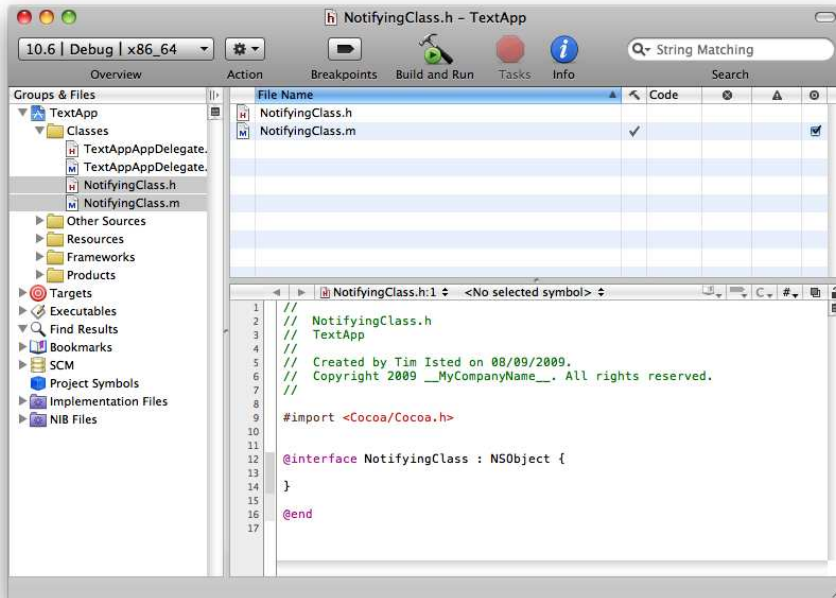 NotifyingClass.h – TextApp
10.6 | Debug | x86_64
String Matching
Overview
Action
Breakpoints
Build and Run
Tasks
Info
Search
Groups & Files
TextApp
Classes
TextAppAppDelegate.
TextAppAppDelegate.
NotifyingClass.h
NotifyingClass.m
Other Sources
Resources
Frameworks
Products
Targets
Executables
Find Results
Bookmarks
SCM
Project Symbols
Implementation Files
NIB Files
File Name
Code
NotifyingClass.h
NotifyingClass.m
NotifyingClass.h:1
<No selected symbol>
C
#
1 //
2 //  NotifyingClass.h
3 //  TextApp
4 //
5 //  Created by Tim Isted on 08/09/2009.
6 //  Copyright 2009 __MyCompanyName__. All rights reserved.
7 //
8
9 #import <Cocoa/Cocoa.h>
10
11
12 @interface NotifyingClass : NSObject {
13
14 }
15
16 @end
17